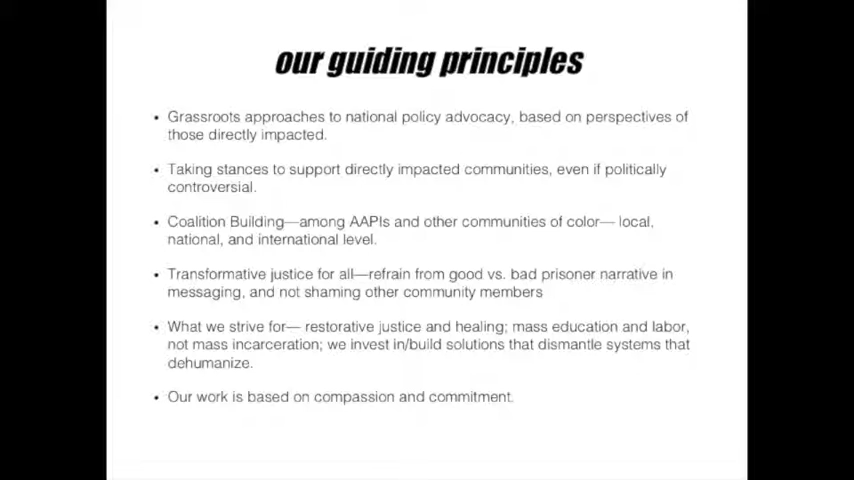 our guiding principles
• Grassroots approaches to national policy advocacy, based on perspectives of
those directly impacted.
• Taking stances to support directly impacted communities, even if politically
controversial.
• Coalition Building—among AAPIs and other communities of color— local,
national, and international level.
• Transformative justice for all—refrain from good vs. bad prisoner narrative in
messaging, and not shaming other community members
• What we strive for— restorative justice and healing; mass education and labor,
not mass incarceration; we invest in/build solutions that dismantle systems that
dehumanize.
• Our work is based on compassion and commitment.